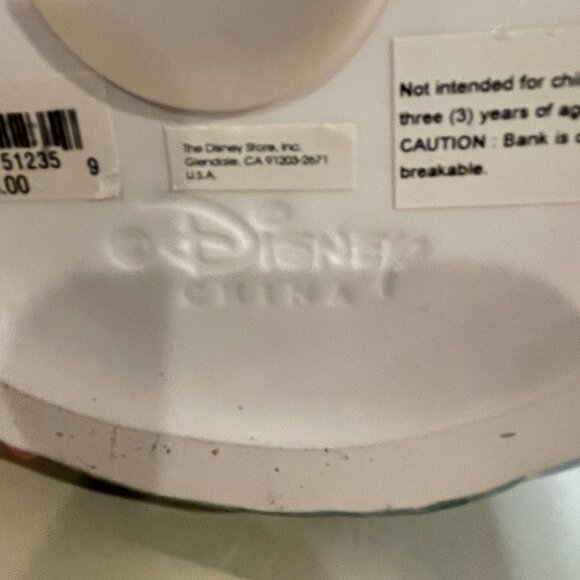 51235 9
.00
The Disney Store, Inc.
Glendale, CA 91203-2671
U.S.A.
Not intended for chil
three (3) years of ag
CAUTION : Bank is
breakable.
© Disney
CHINA